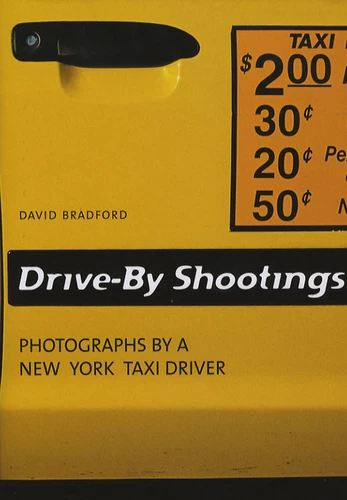 TAXI
$2.00
30¢
20¢ Pe
50¢
DAVID BRADFORD
Drive-By Shootings
PHOTOGRAPHS BY A
NEW YORK TAXI DRIVER